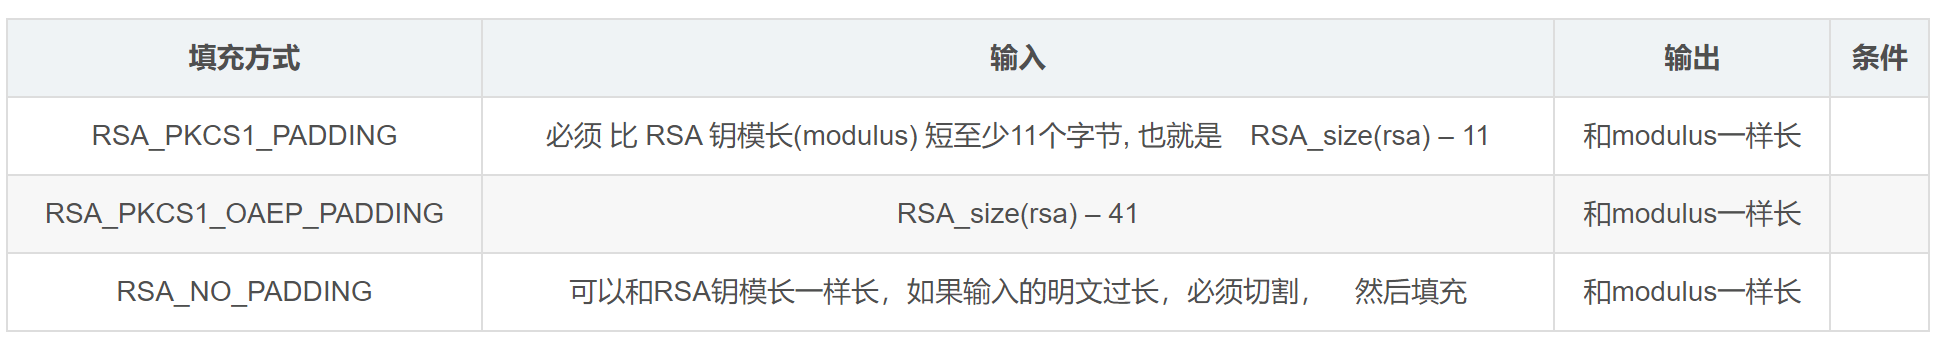 填充方式 输入 输出 条件
RSA_PKCS1_PADDING 必须 比 RSA 钥模长(modulus) 短至少11个字节, 也就是 RSA_size(rsa) – 11 和modulus一样长
RSA_PKCS1_OAEP_PADDING RSA_size(rsa) – 41 和modulus一样长
RSA_NO_PADDING 可以和RSA钥模长一样长，如果输入的明文过长，必须切割， 然后填充 和modulus一样长